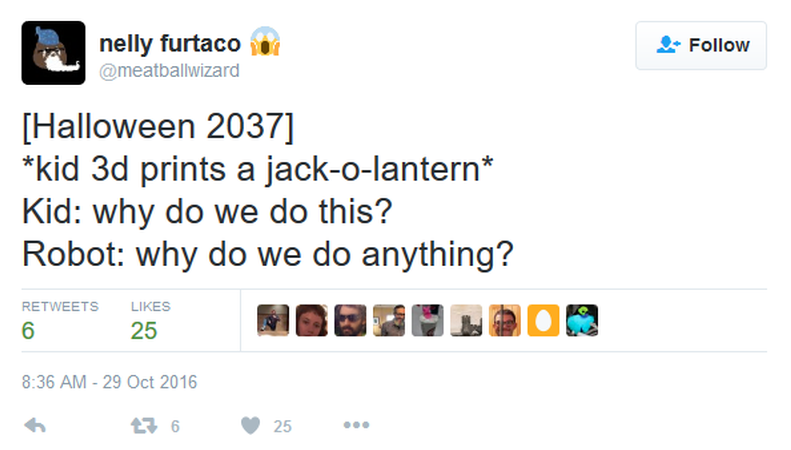 nelly furtaco 😱
@meatballwizard
Follow
[Halloween 2037]
*kid 3d prints a jack-o-lantern*
Kid: why do we do this?
Robot: why do we do anything?
RETWEETS LIKES
6 25
8:36 AM - 29 Oct 2016
6 25